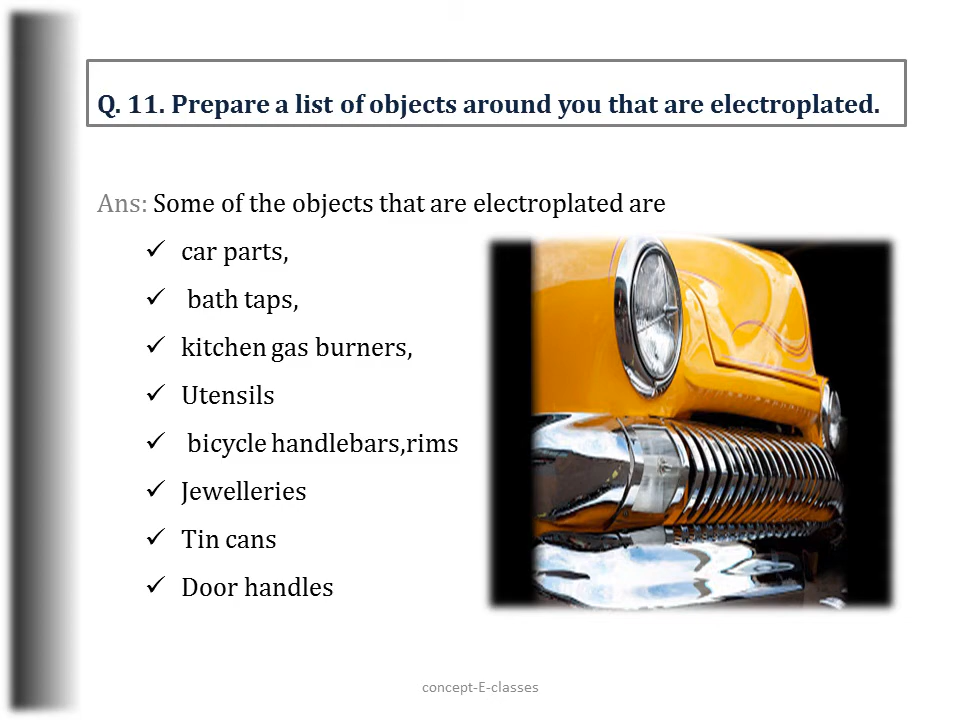 Q. 11. Prepare a list of objects around you that are electroplated.
Ans: Some of the objects that are electroplated are
✓ car parts,
✓ bath taps,
✓ kitchen gas burners,
✓ Utensils
✓ bicycle handlebars,rims
✓ Jewelleries
✓ Tin cans
✓ Door handles
concept-E-classes